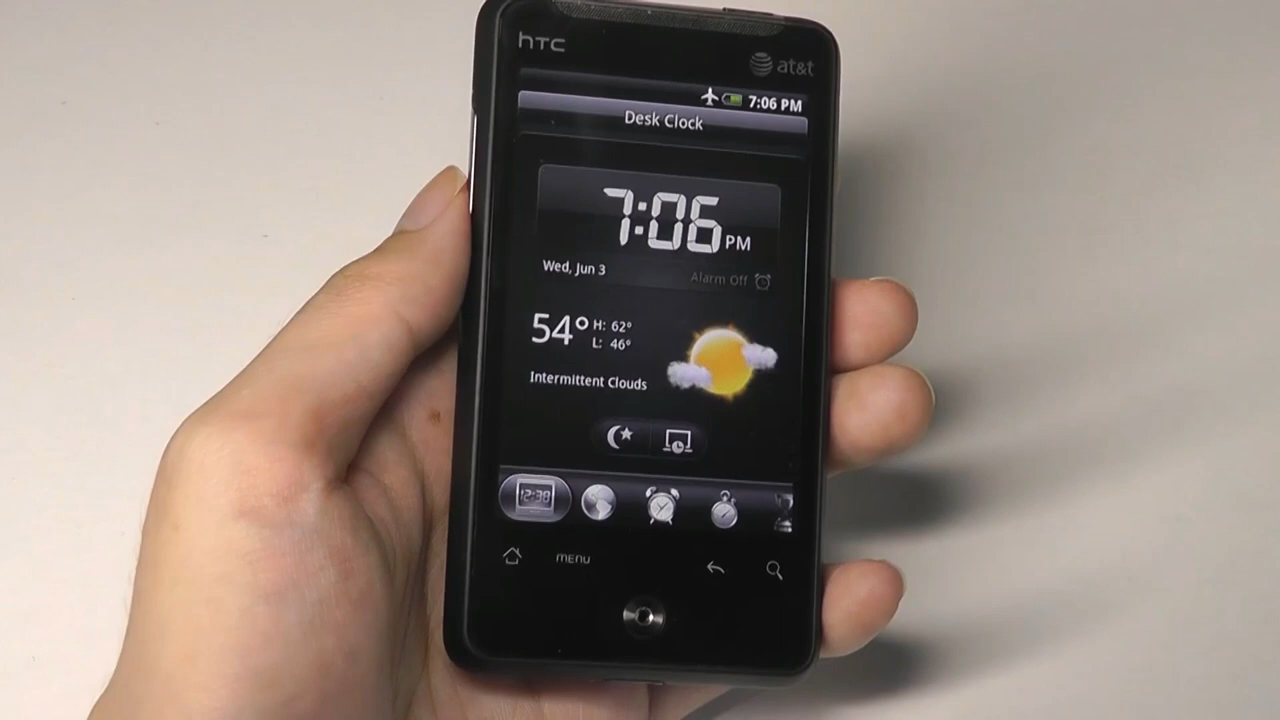 hTC
at&t
7:06 PM
Desk Clock
7:06 PM
Wed, Jun 3
Alarm Off
54° H: 62°
L: 46°
Intermittent Clouds
12:38
MENU